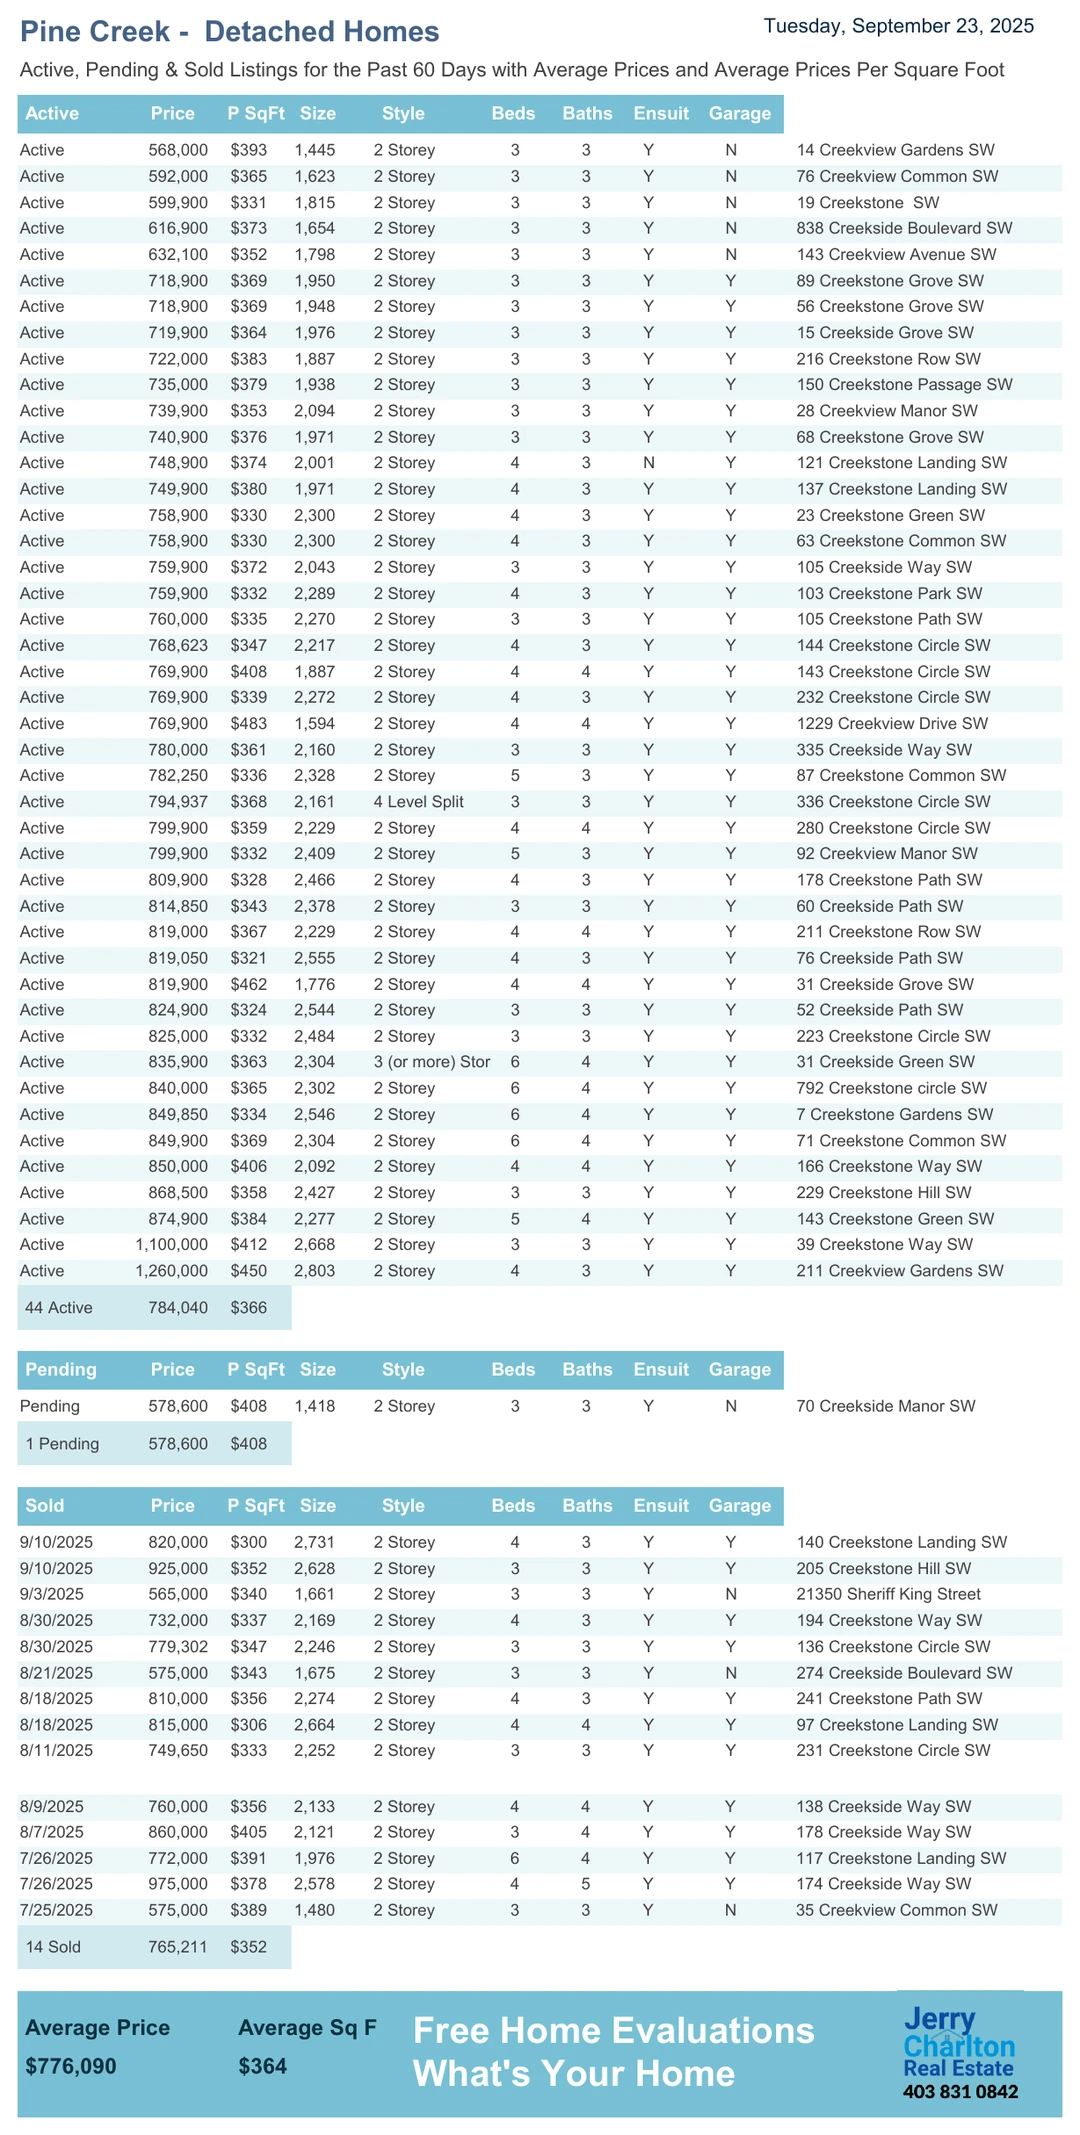 Pine Creek -  Detached Homes
Tuesday, September 23, 2025
Active, Pending & Sold Listings for the Past 60 Days with Average Prices and Average Prices Per Square Foot
Active Price P SqFt Size Style Beds Baths Ensuit Garage
Active 568,000 $393 1,445 2 Storey 3 3 Y N 14 Creekview Gardens SW
Active 592,000 $365 1,623 2 Storey 3 3 Y N 76 Creekview Common SW
Active 599,900 $331 1,815 2 Storey 3 3 Y N 19 Creekstone  SW
Active 616,900 $373 1,654 2 Storey 3 3 Y N 838 Creekside Boulevard SW
Active 632,100 $352 1,798 2 Storey 3 3 Y N 143 Creekview Avenue SW
Active 718,900 $369 1,950 2 Storey 3 3 Y Y 89 Creekstone Grove SW
Active 718,900 $369 1,948 2 Storey 3 3 Y Y 56 Creekstone Grove SW
Active 719,900 $364 1,976 2 Storey 3 3 Y Y 15 Creekside Grove SW
Active 722,000 $383 1,887 2 Storey 3 3 Y Y 216 Creekstone Row SW
Active 735,000 $379 1,938 2 Storey 3 3 Y Y 150 Creekstone Passage SW
Active 739,900 $353 2,094 2 Storey 3 3 Y Y 28 Creekview Manor SW
Active 740,900 $376 1,971 2 Storey 3 3 Y Y 68 Creekstone Grove SW
Active 748,900 $374 2,001 2 Storey 4 3 N Y 121 Creekstone Landing SW
Active 749,900 $380 1,971 2 Storey 4 3 Y Y 137 Creekstone Landing SW
Active 758,900 $330 2,300 2 Storey 4 3 Y Y 23 Creekstone Green SW
Active 758,900 $330 2,300 2 Storey 4 3 Y Y 63 Creekstone Common SW
Active 759,900 $372 2,043 2 Storey 3 3 Y Y 105 Creekside Way SW
Active 759,900 $332 2,289 2 Storey 4 3 Y Y 103 Creekstone Park SW
Active 760,000 $335 2,270 2 Storey 3 3 Y Y 105 Creekstone Path SW
Active 768,623 $347 2,217 2 Storey 4 3 Y Y 144 Creekstone Circle SW
Active 769,900 $408 1,887 2 Storey 4 4 Y Y 143 Creekstone Circle SW
Active 769,900 $339 2,272 2 Storey 4 3 Y Y 232 Creekstone Circle SW
Active 769,900 $483 1,594 2 Storey 4 4 Y Y 1229 Creekview Drive SW
Active 780,000 $361 2,160 2 Storey 3 3 Y Y 335 Creekside Way SW
Active 782,250 $336 2,328 2 Storey 5 3 Y Y 87 Creekstone Common SW
Active 794,937 $368 2,161 4 Level Split 3 3 Y Y 336 Creekstone Circle SW
Active 799,900 $359 2,229 2 Storey 4 4 Y Y 280 Creekstone Circle SW
Active 799,900 $332 2,409 2 Storey 5 3 Y Y 92 Creekview Manor SW
Active 809,900 $328 2,466 2 Storey 4 3 Y Y 178 Creekstone Path SW
Active 814,850 $343 2,378 2 Storey 3 3 Y Y 60 Creekside Path SW
Active 819,000 $367 2,229 2 Storey 4 4 Y Y 211 Creekstone Row SW
Active 819,050 $321 2,555 2 Storey 4 3 Y Y 76 Creekside Path SW
Active 819,900 $462 1,776 2 Storey 4 4 Y Y 31 Creekside Grove SW
Active 824,900 $324 2,544 2 Storey 3 3 Y Y 52 Creekside Path SW
Active 825,000 $332 2,484 2 Storey 3 3 Y Y 223 Creekstone Circle SW
Active 835,900 $363 2,304 3 (or more) Stor 6 4 Y Y 31 Creekside Green SW
Active 840,000 $365 2,302 2 Storey 6 4 Y Y 792 Creekstone circle SW
Active 849,850 $334 2,546 2 Storey 6 4 Y Y 7 Creekstone Gardens SW
Active 849,900 $369 2,304 2 Storey 6 4 Y Y 71 Creekstone Common SW
Active 850,000 $406 2,092 2 Storey 4 4 Y Y 166 Creekstone Way SW
Active 868,500 $358 2,427 2 Storey 3 3 Y Y 229 Creekstone Hill SW
Active 874,900 $384 2,277 2 Storey 5 4 Y Y 143 Creekstone Green SW
Active 1,100,000 $412 2,668 2 Storey 3 3 Y Y 39 Creekstone Way SW
Active 1,260,000 $450 2,803 2 Storey 4 3 Y Y 211 Creekview Gardens SW
44 Active 784,040 $366
Pending Price P SqFt Size Style Beds Baths Ensuit Garage
Pending 578,600 $408 1,418 2 Storey 3 3 Y N 70 Creekside Manor SW
1 Pending 578,600 $408
Sold Price P SqFt Size Style Beds Baths Ensuit Garage
9/10/2025 820,000 $300 2,731 2 Storey 4 3 Y Y 140 Creekstone Landing SW
9/10/2025 925,000 $352 2,628 2 Storey 3 3 Y Y 205 Creekstone Hill SW
9/3/2025 565,000 $340 1,661 2 Storey 3 3 Y N 21350 Sheriff King Street
8/30/2025 732,000 $337 2,169 2 Storey 4 3 Y Y 194 Creekstone Way SW
8/30/2025 779,302 $347 2,246 2 Storey 3 3 Y Y 136 Creekstone Circle SW
8/21/2025 575,000 $343 1,675 2 Storey 3 3 Y N 274 Creekside Boulevard SW
8/18/2025 810,000 $356 2,274 2 Storey 4 3 Y Y 241 Creekstone Path SW
8/18/2025 815,000 $306 2,664 2 Storey 4 4 Y Y 97 Creekstone Landing SW
8/11/2025 749,650 $333 2,252 2 Storey 3 3 Y Y 231 Creekstone Circle SW
8/9/2025 760,000 $356 2,133 2 Storey 4 4 Y Y 138 Creekside Way SW
8/7/2025 860,000 $405 2,121 2 Storey 3 4 Y Y 178 Creekside Way SW
7/26/2025 772,000 $391 1,976 2 Storey 6 4 Y Y 117 Creekstone Landing SW
7/26/2025 975,000 $378 2,578 2 Storey 4 5 Y Y 174 Creekside Way SW
7/25/2025 575,000 $389 1,480 2 Storey 3 3 Y N 35 Creekview Common SW
14 Sold 765,211 $352
Average Price Average Sq F
$776,090 $364
Free Home Evaluations
What's Your Home
Jerry
Charlton
Real Estate
403 831 0842